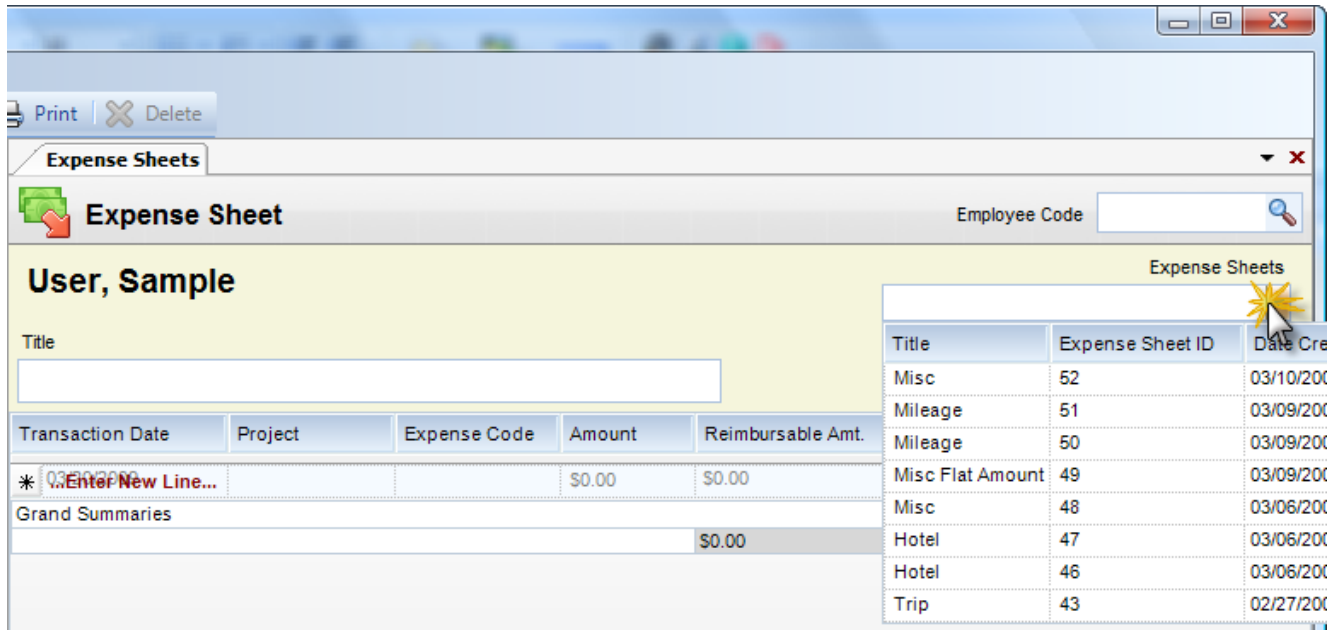 Print Delete
Expense Sheets
Expense Sheet Employee Code
User, Sample Expense Sheets
Title
Title Expense Sheet ID Date Cre
Misc 52 03/10/200
Mileage 51 03/09/200
Transaction Date Project Expense Code Amount Reimbursable Amt.
Mileage 50 03/09/200
...Enter New Line... $0.00 $0.00
Misc Flat Amount 49 03/09/200
Grand Summaries
Misc 48 03/06/200
$0.00
Hotel 47 03/06/200
Hotel 46 03/06/200
Trip 43 02/27/200